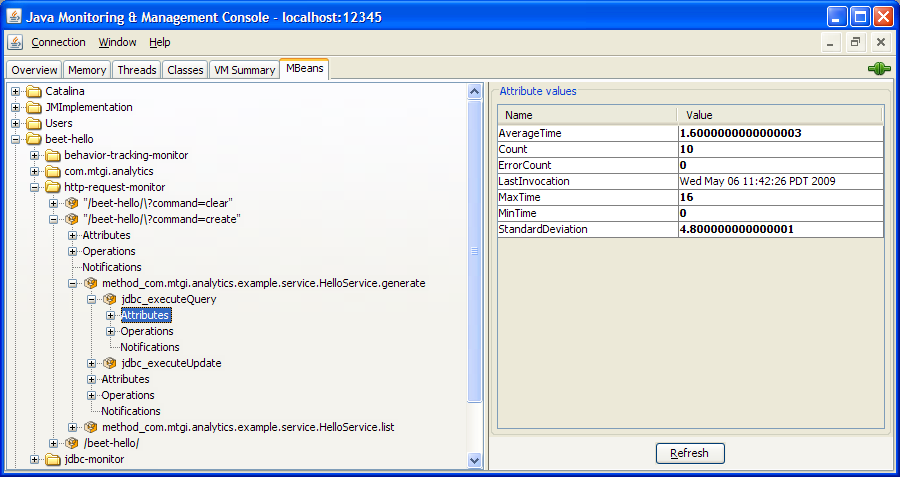 Java Monitoring & Management Console - localhost:12345
Connection Window Help
Overview Memory Threads Classes VM Summary MBeans
Catalina
JMImplementation
Users
beet-hello
behavior-tracking-monitor
com.mtgi.analytics
http-request-monitor
"/beet-hello/\?command=clear"
"/beet-hello/\?command=create"
Attributes
Operations
Notifications
method_com.mtgi.analytics.example.service.HelloService.generate
jdbc_executeQuery
Attributes
Operations
Notifications
jdbc_executeUpdate
Attributes
Operations
Notifications
method_com.mtgi.analytics.example.service.HelloService.list
/beet-hello/
jdbc-monitor
Attribute values
Name Value
AverageTime 1.6000000000000003
Count 10
ErrorCount 0
LastInvocation Wed May 06 11:42:26 PDT 2009
MaxTime 16
MinTime 0
StandardDeviation 4.800000000000001
Refresh